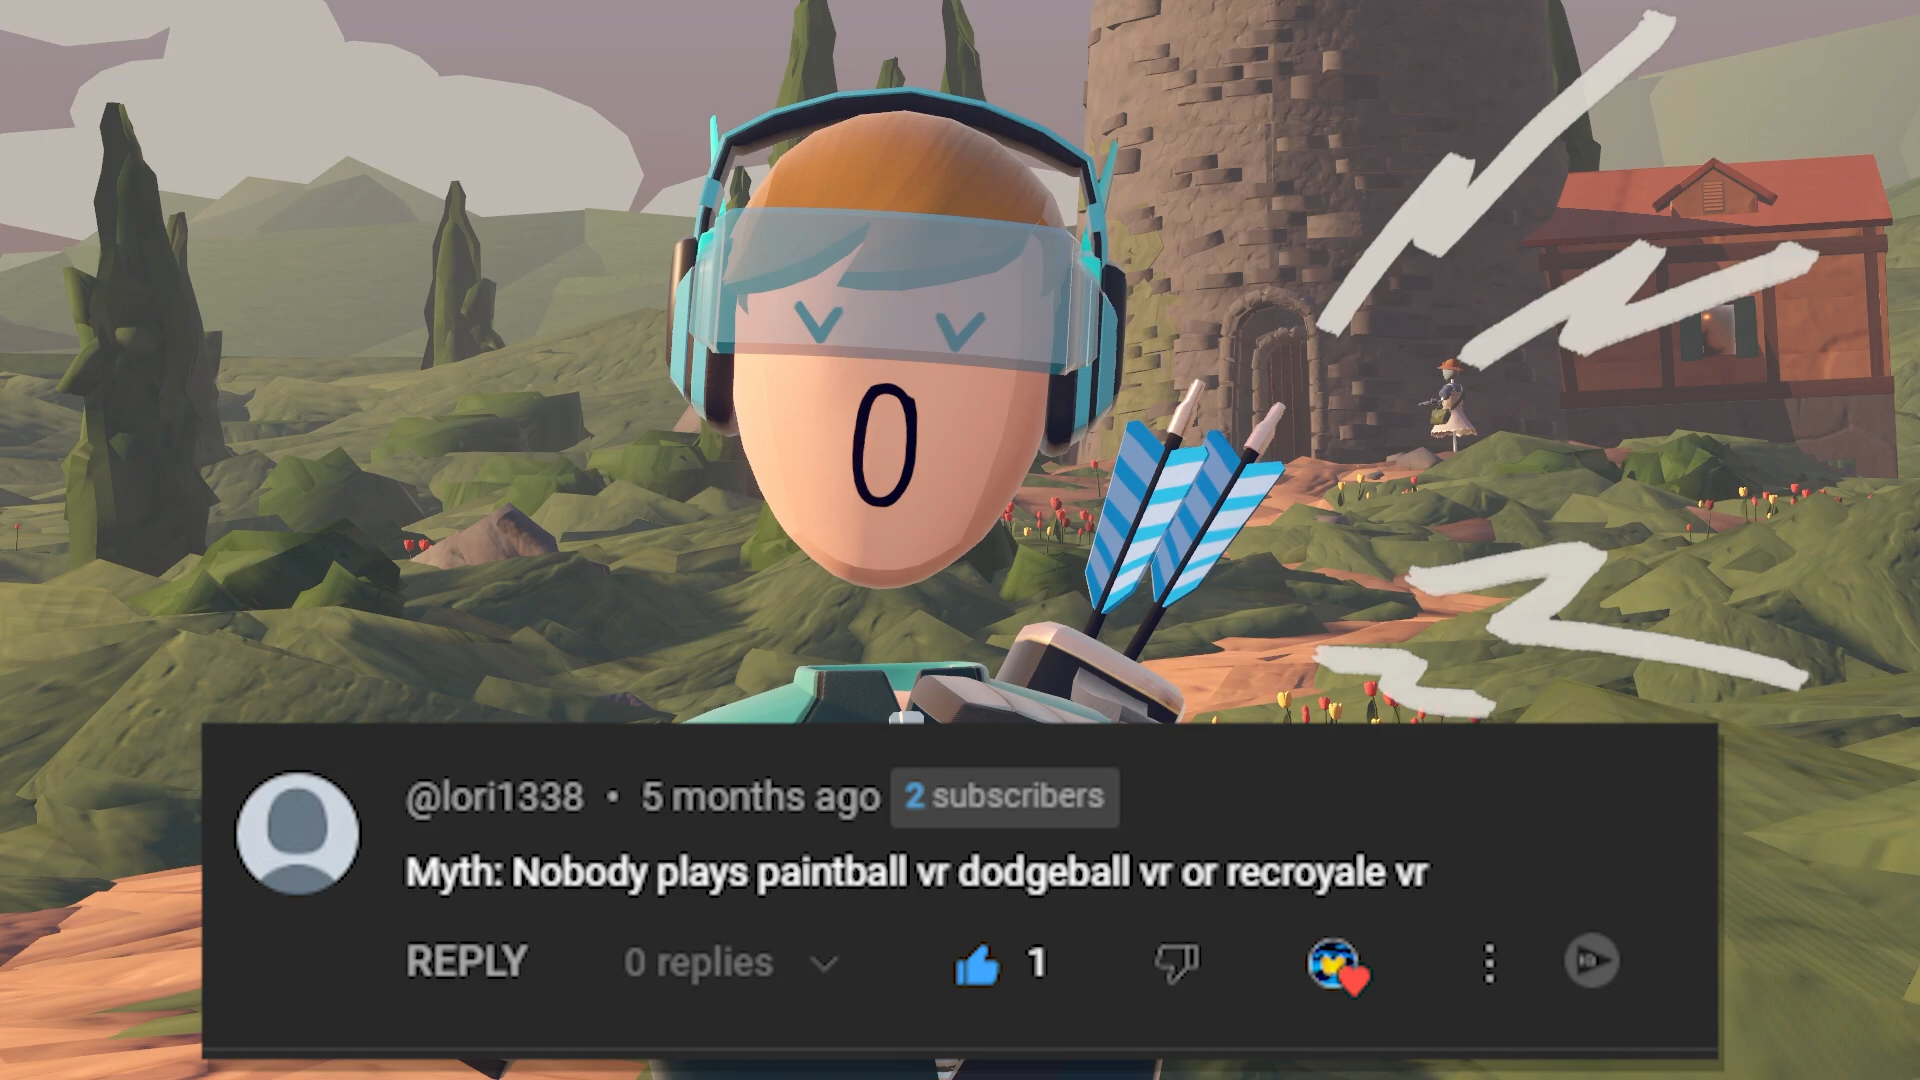 @lori1338 • 5 months ago 2 subscribers
Myth: Nobody plays paintball vr dodgeball vr or recroyale vr
REPLY 0 replies 1